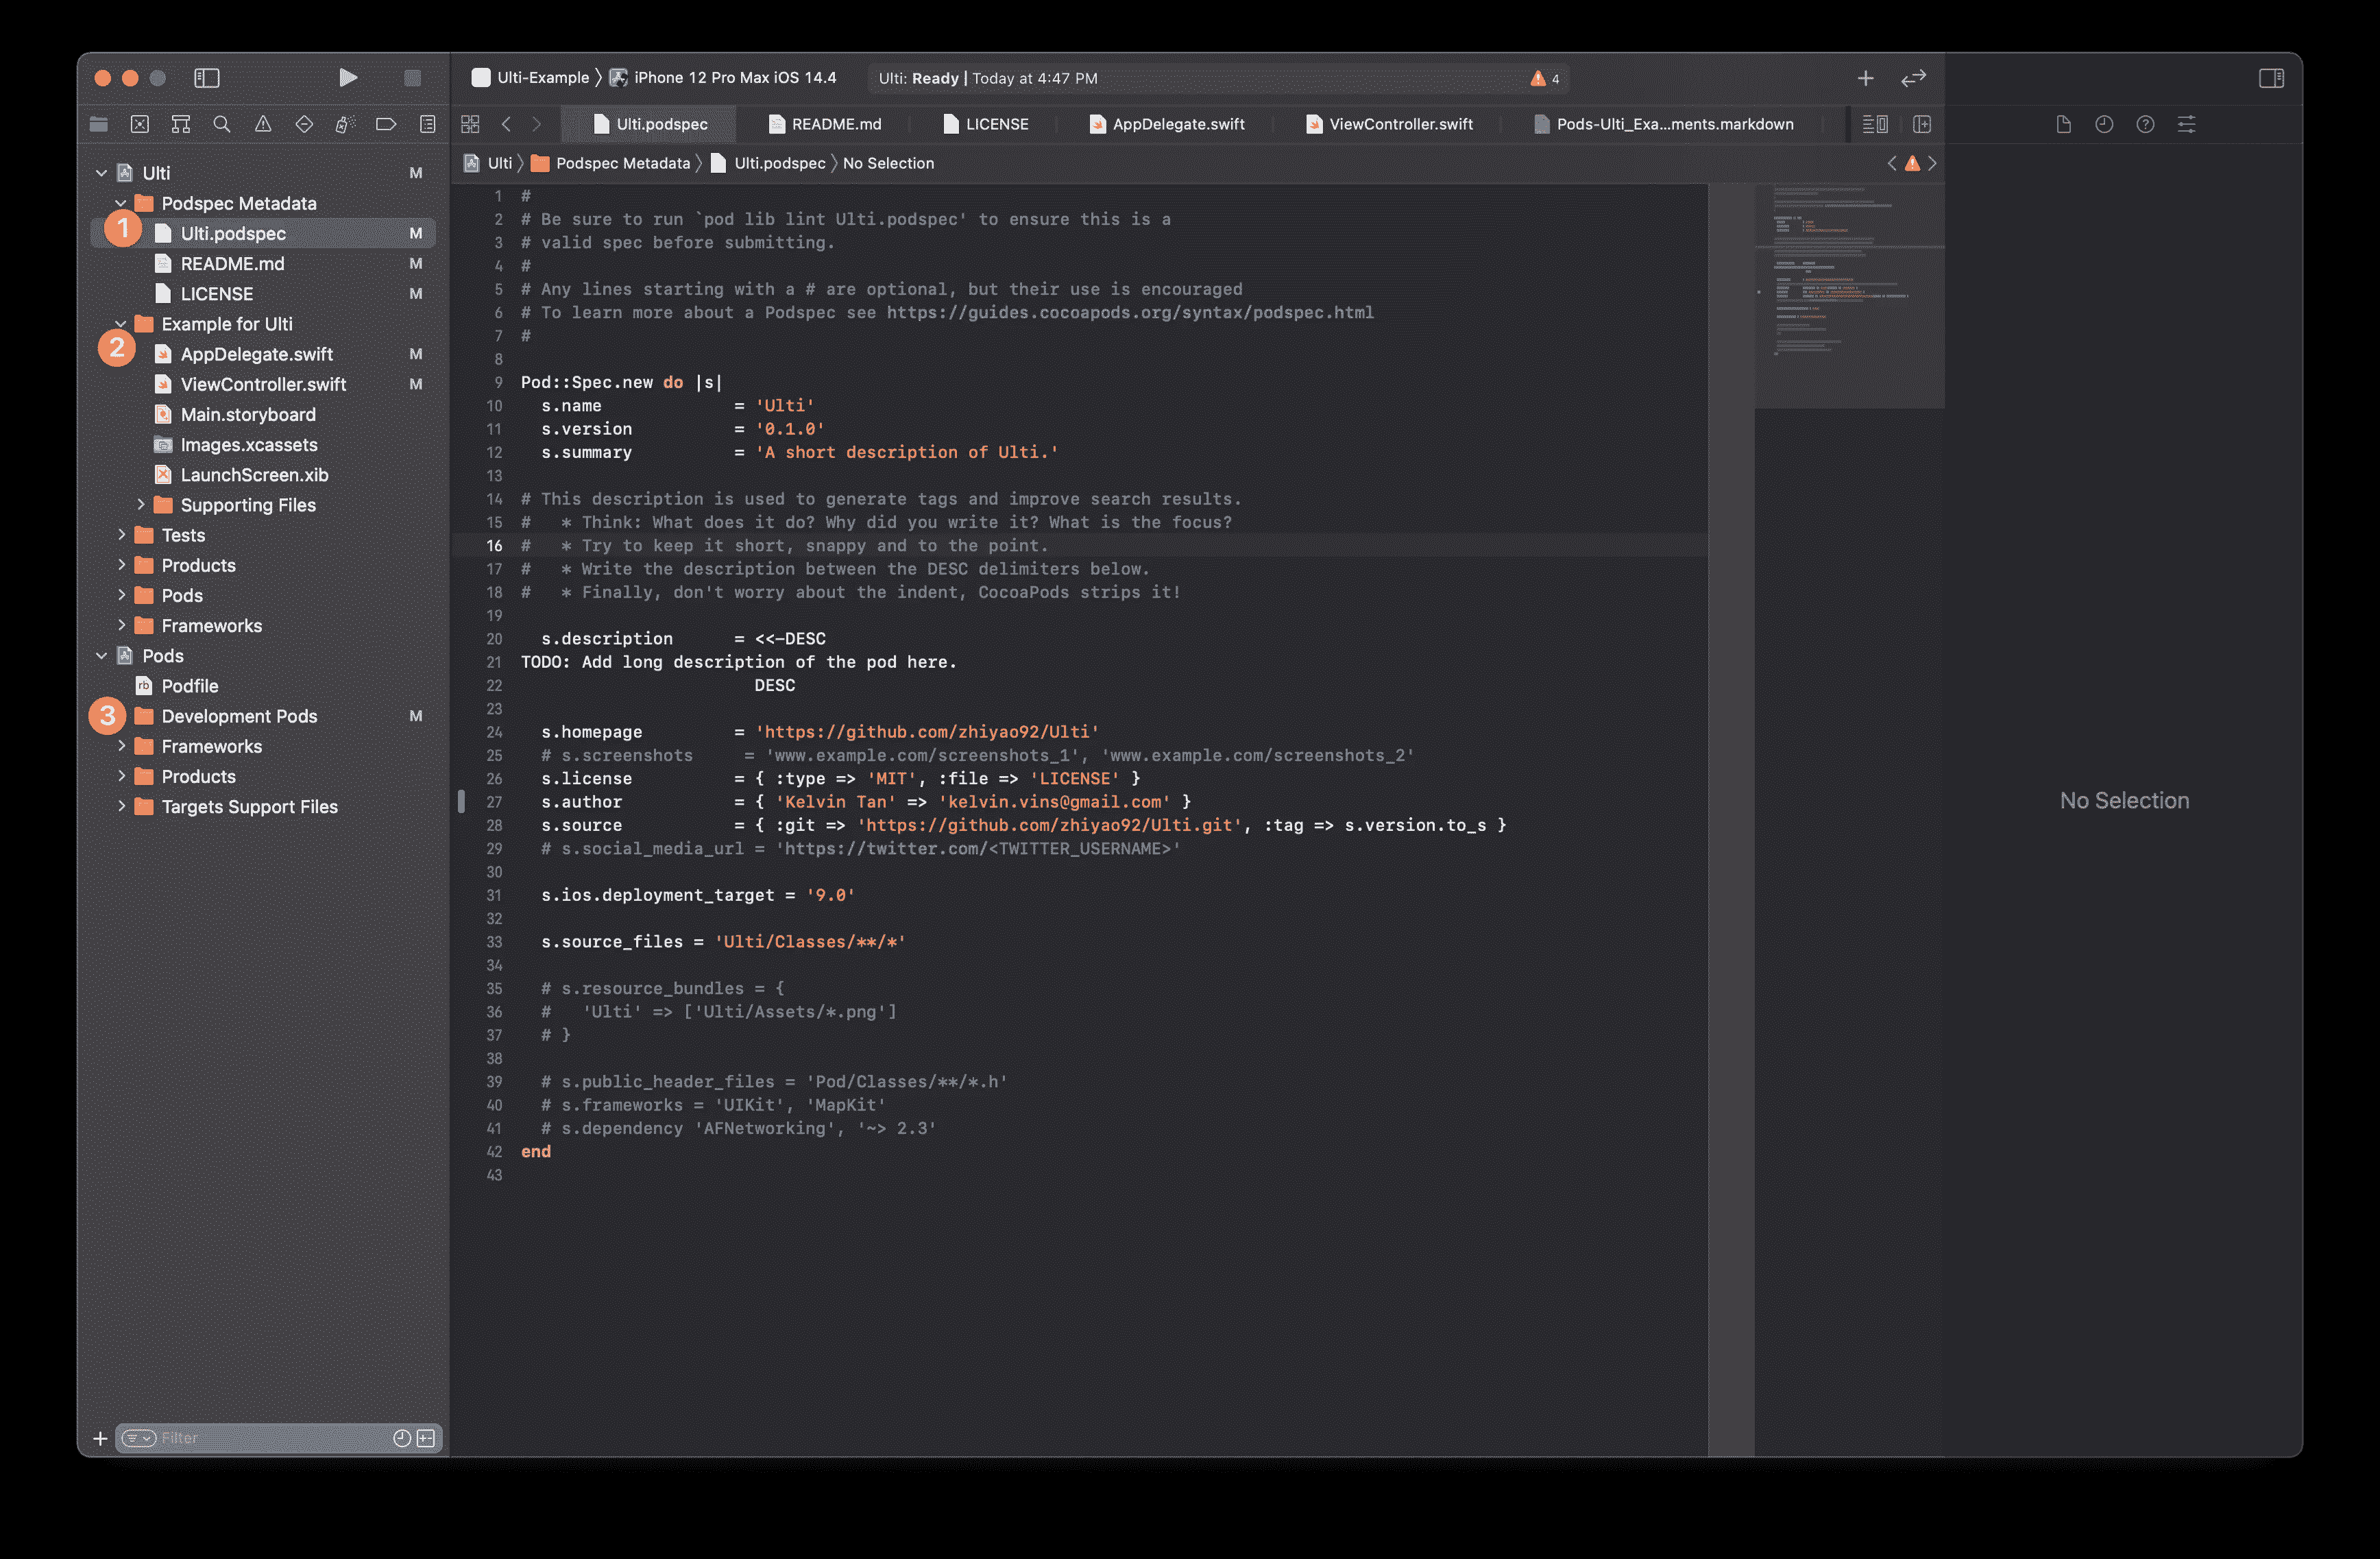 Ulti-Example 〉 iPhone 12 Pro Max iOS 14.4
Ulti: Ready | Today at 4:47 PM
4
Ulti.podspec
README.md
LICENSE
AppDelegate.swift
ViewController.swift
Pods-Ulti_Exa...ments.markdown
Ulti 〉 Podspec Metadata 〉 Ulti.podspec 〉 No Selection
Ulti M
Podspec Metadata
1 Ulti.podspec M
README.md M
LICENSE M
Example for Ulti
2 AppDelegate.swift M
ViewController.swift M
Main.storyboard
Images.xcassets
LaunchScreen.xib
Supporting Files
Tests
Products
Pods
Frameworks
Pods
rb Podfile
3 Development Pods M
Frameworks
Products
Targets Support Files
Filter
1 #
2 # Be sure to run `pod lib lint Ulti.podspec' to ensure this is a
3 # valid spec before submitting.
4 #
5 # Any lines starting with a # are optional, but their use is encouraged
6 # To learn more about a Podspec see https://guides.cocoapods.org/syntax/podspec.html
7 #
8
9 Pod::Spec.new do |s|
10   s.name             = 'Ulti'
11   s.version          = '0.1.0'
12   s.summary          = 'A short description of Ulti.'
13
14 # This description is used to generate tags and improve search results.
15 #   * Think: What does it do? Why did you write it? What is the focus?
16 #   * Try to keep it short, snappy and to the point.
17 #   * Write the description between the DESC delimiters below.
18 #   * Finally, don't worry about the indent, CocoaPods strips it!
19
20   s.description      = <<-DESC
21 TODO: Add long description of the pod here.
22                        DESC
23
24   s.homepage         = 'https://github.com/zhiyao92/Ulti'
25   # s.screenshots     = 'www.example.com/screenshots_1', 'www.example.com/screenshots_2'
26   s.license          = { :type => 'MIT', :file => 'LICENSE' }
27   s.author           = { 'Kelvin Tan' => 'kelvin.vins@gmail.com' }
28   s.source           = { :git => 'https://github.com/zhiyao92/Ulti.git', :tag => s.version.to_s }
29   # s.social_media_url = 'https://twitter.com/<TWITTER_USERNAME>'
30
31   s.ios.deployment_target = '9.0'
32
33   s.source_files = 'Ulti/Classes/**/*'
34
35   # s.resource_bundles = {
36   #   'Ulti' => ['Ulti/Assets/*.png']
37   # }
38
39   # s.public_header_files = 'Pod/Classes/**/*.h'
40   # s.frameworks = 'UIKit', 'MapKit'
41   # s.dependency 'AFNetworking', '~> 2.3'
42 end
43
No Selection